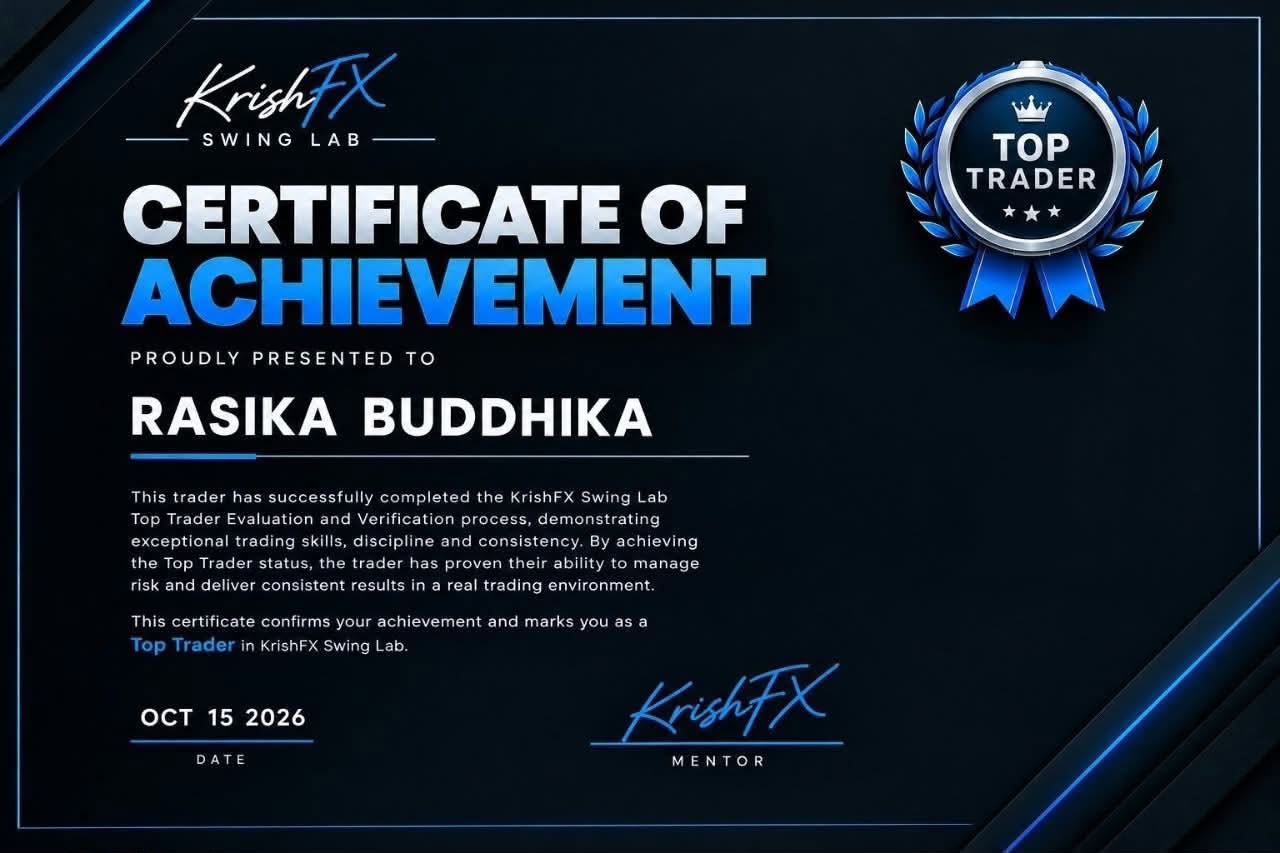 KrishFX
SWING LAB
TOP
TRADER
CERTIFICATE OF
ACHIEVEMENT
PROUDLY PRESENTED TO
RASIKA BUDDHIKA
This trader has successfully completed the KrishFX Swing Lab
Top Trader Evaluation and Verification process, demonstrating
exceptional trading skills, discipline and consistency. By achieving
the Top Trader status, the trader has proven their ability to manage
risk and deliver consistent results in a real trading environment.
This certificate confirms your achievement and marks you as a
Top Trader in KrishFX Swing Lab.
OCT 15 2026
DATE
KrishFX
MENTOR